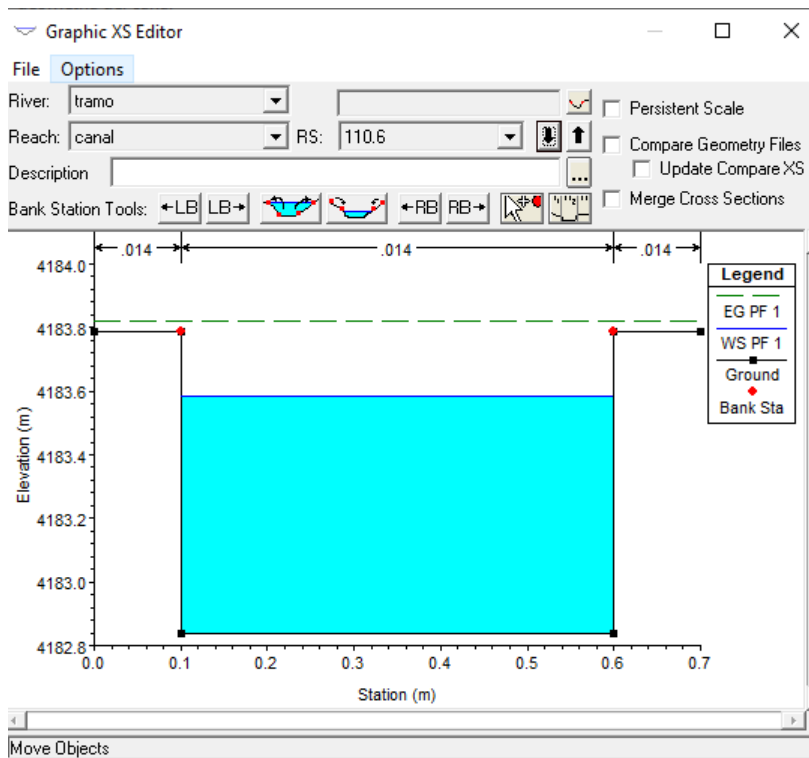 Graphic XS Editor
File Options
River: tramo
Persistent Scale
Reach: canal RS: 110.6
Compare Geometry Files
Update Compare XS
Description ...
Merge Cross Sections
Bank Station Tools: ←LB LB→ ←RB RB→
.014 .014 .014
4184.0
4183.8
4183.6
4183.4
4183.2
4183.0
4182.8
Elevation (m)
0.0 0.1 0.2 0.3 0.4 0.5 0.6 0.7
Station (m)
Legend
EG PF 1
WS PF 1
Ground
Bank Sta
Move Objects